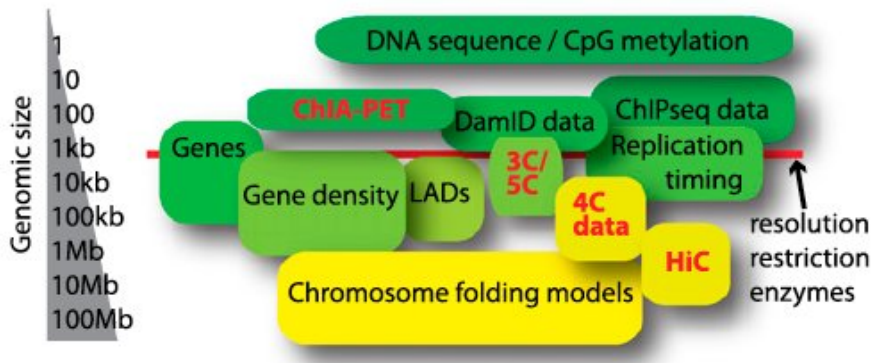 Genomic size
1
10
100
1kb
10kb
100kb
1Mb
10Mb
100Mb
DNA sequence / CpG metylation
ChIA-PET
DamID data
ChIPseq data
Genes
Replication
timing
3C/
5C
Gene density
LADs
4C
data
HiC
Chromosome folding models
resolution
restriction
enzymes